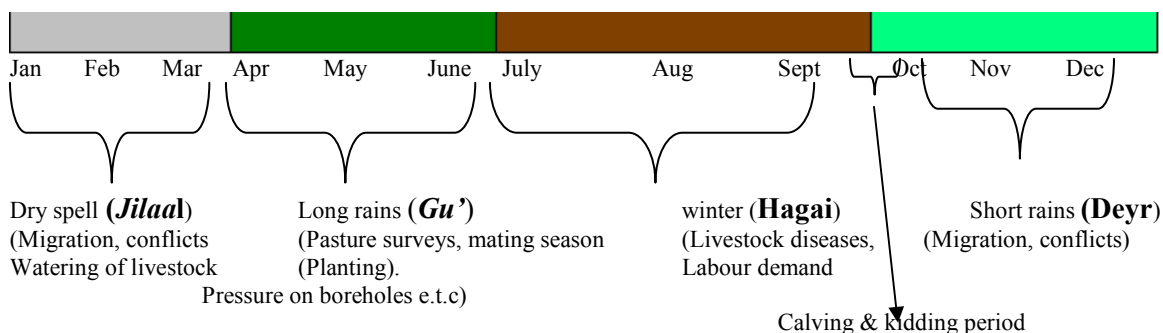 Jan Feb Mar Apr May June July Aug Sept Oct Nov Dec
Dry spell (Jilaal) Long rains (Gu’) winter (Hagai) Short rains (Deyr)
(Migration, conflicts (Pasture surveys, mating season (Livestock diseases, (Migration, conflicts)
Watering of livestock (Planting). Labour demand
Pressure on boreholes e.t.c)
Calving & kidding period